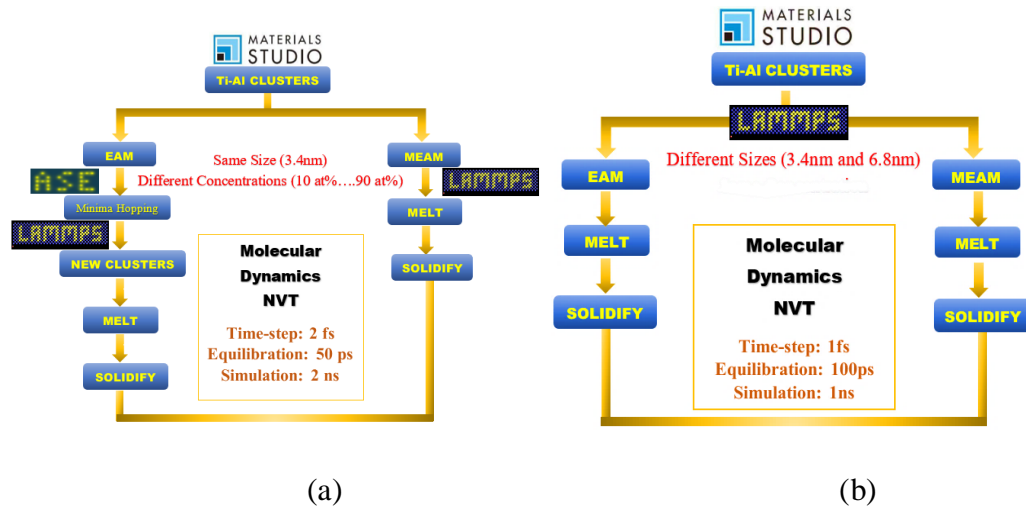 MATERIALS
STUDIO
Ti-Al CLUSTERS
EAM
ASE
Minima Hopping
LAMMPS
NEW CLUSTERS
MELT
SOLIDIFY
Same Size (3.4nm)
Different Concentrations (10 at%....90 at%)
MEAM
LAMMPS
MELT
SOLIDIFY
Molecular
Dynamics
NVT
Time-step: 2 fs
Equilibration: 50 ps
Simulation: 2 ns
(a)
MATERIALS
STUDIO
Ti-Al CLUSTERS
LAMMPS
Different Sizes (3.4nm and 6.8nm)
EAM
MELT
SOLIDIFY
MEAM
MELT
SOLIDIFY
Molecular
Dynamics
NVT
Time-step: 1fs
Equilibration: 100ps
Simulation: 1ns
(b)